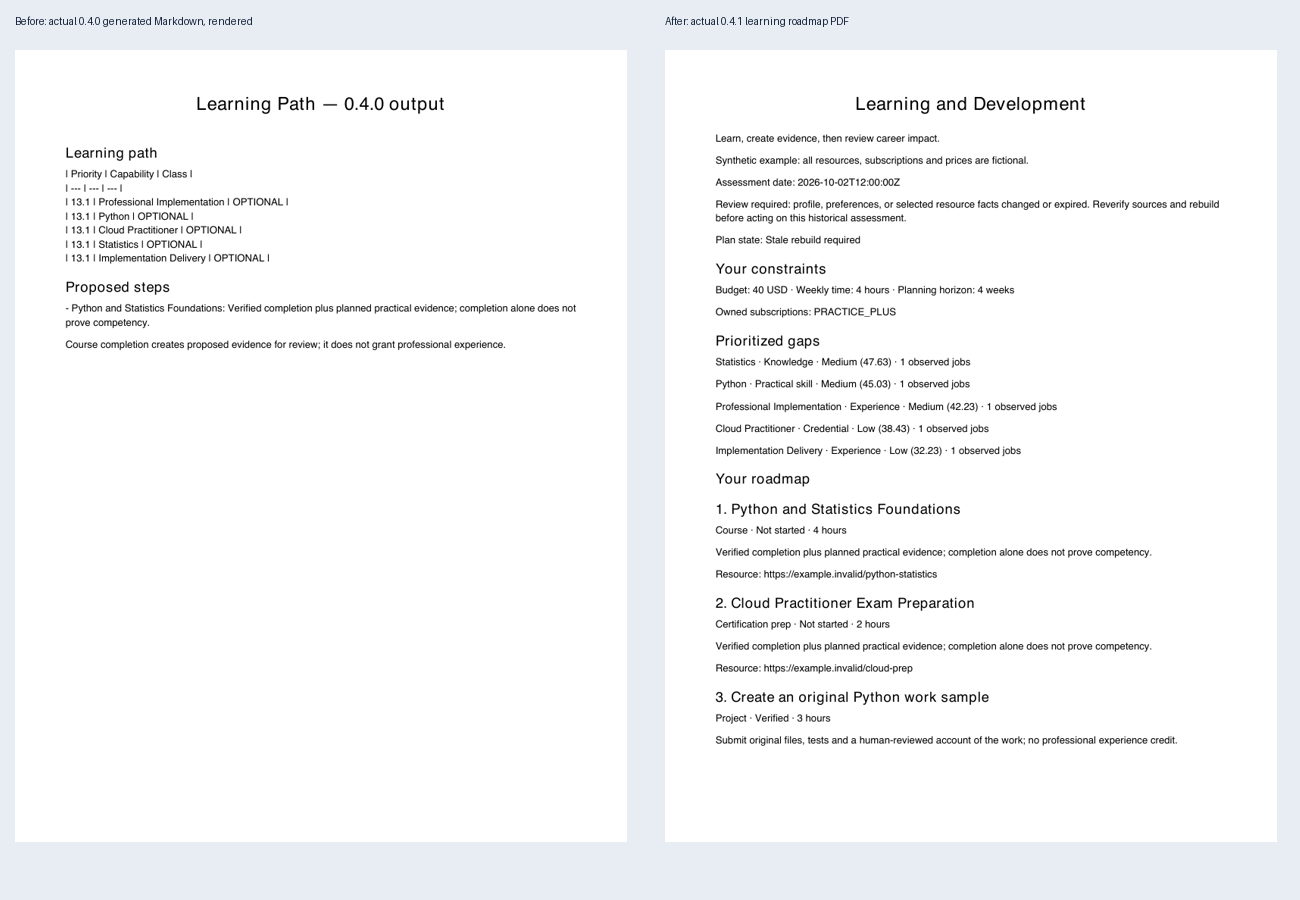 Before: actual 0.4.0 generated Markdown, rendered
Learning Path — 0.4.0 output
Learning path
| Priority | Capability | Class |
| --- | --- | --- |
| 13.1 | Professional Implementation | OPTIONAL |
| 13.1 | Python | OPTIONAL |
| 13.1 | Cloud Practitioner | OPTIONAL |
| 13.1 | Statistics | OPTIONAL |
| 13.1 | Implementation Delivery | OPTIONAL |
Proposed steps
- Python and Statistics Foundations: Verified completion plus planned practical evidence; completion alone does not
prove competency.
Course completion creates proposed evidence for review; it does not grant professional experience.
After: actual 0.4.1 learning roadmap PDF
Learning and Development
Learn, create evidence, then review career impact.
Synthetic example: all resources, subscriptions and prices are fictional.
Assessment date: 2026-10-02T12:00:00Z
Review required: profile, preferences, or selected resource facts changed or expired. Reverify sources and rebuild
before acting on this historical assessment.
Plan state: Stale rebuild required
Your constraints
Budget: 40 USD · Weekly time: 4 hours · Planning horizon: 4 weeks
Owned subscriptions: PRACTICE_PLUS
Prioritized gaps
Statistics · Knowledge · Medium (47.63) · 1 observed jobs
Python · Practical skill · Medium (45.03) · 1 observed jobs
Professional Implementation · Experience · Medium (42.23) · 1 observed jobs
Cloud Practitioner · Credential · Low (38.43) · 1 observed jobs
Implementation Delivery · Experience · Low (32.23) · 1 observed jobs
Your roadmap
1. Python and Statistics Foundations
Course · Not started · 4 hours
Verified completion plus planned practical evidence; completion alone does not prove competency.
Resource: https://example.invalid/python-statistics
2. Cloud Practitioner Exam Preparation
Certification prep · Not started · 2 hours
Verified completion plus planned practical evidence; completion alone does not prove competency.
Resource: https://example.invalid/cloud-prep
3. Create an original Python work sample
Project · Verified · 3 hours
Submit original files, tests and a human-reviewed account of the work; no professional experience credit.